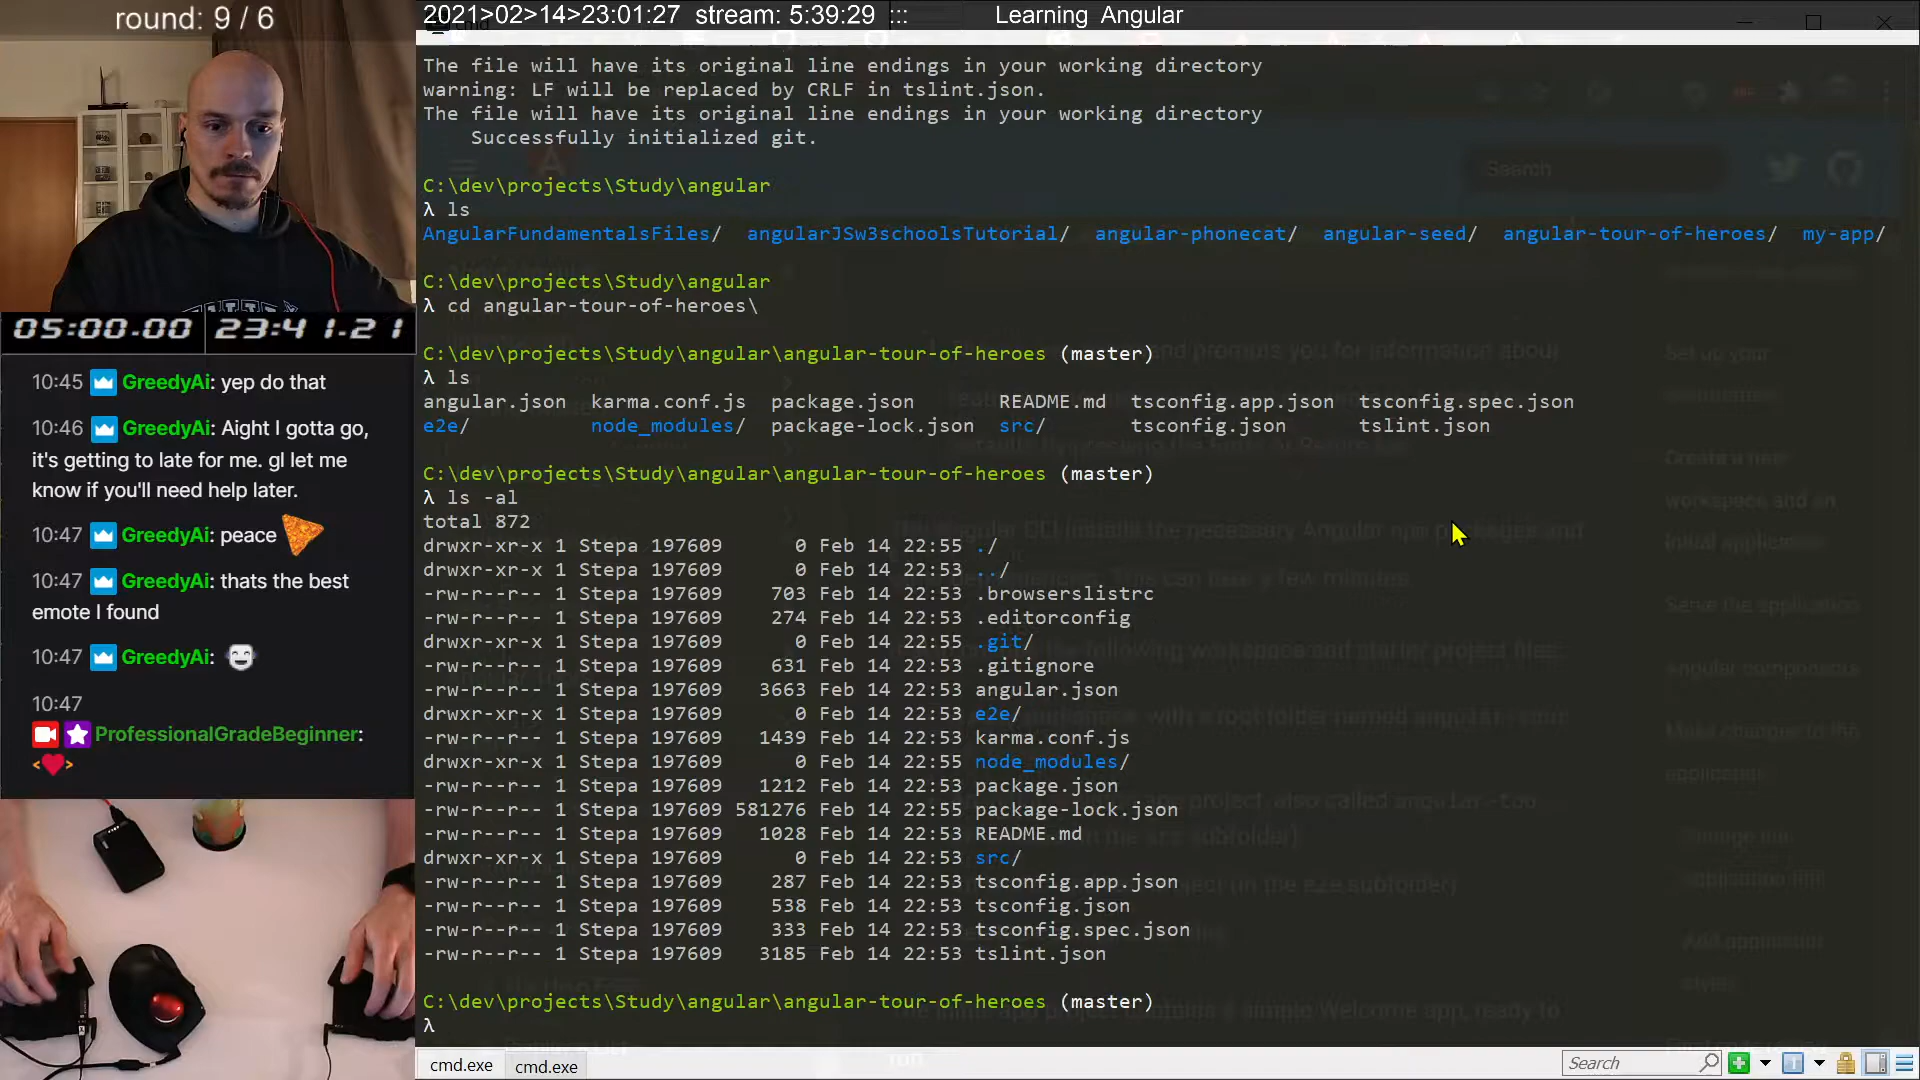 round: 9 / 6
2021>02>14>23:01:27 stream: 5:39:29 ::: Learning Angular
The file will have its original line endings in your working directory
warning: LF will be replaced by CRLF in tslint.json.
The file will have its original line endings in your working directory
Successfully initialized git.
C:\dev\projects\Study\angular
λ ls
AngularFundamentalsFiles/ angularJSw3schoolsTutorial/ angular-phonecat/ angular-seed/ angular-tour-of-heroes/ my-app/
C:\dev\projects\Study\angular
λ cd angular-tour-of-heroes\
C:\dev\projects\Study\angular\angular-tour-of-heroes (master)
λ ls
angular.json karma.conf.js package.json README.md tsconfig.app.json tsconfig.spec.json
e2e/ node_modules/ package-lock.json src/ tsconfig.json tslint.json
C:\dev\projects\Study\angular\angular-tour-of-heroes (master)
λ ls -al
total 872
drwxr-xr-x 1 Stepa 197609 0 Feb 14 22:55 ./
drwxr-xr-x 1 Stepa 197609 0 Feb 14 22:53 ../
-rw-r--r-- 1 Stepa 197609 703 Feb 14 22:53 .browserslistrc
-rw-r--r-- 1 Stepa 197609 274 Feb 14 22:53 .editorconfig
drwxr-xr-x 1 Stepa 197609 0 Feb 14 22:55 .git/
-rw-r--r-- 1 Stepa 197609 631 Feb 14 22:53 .gitignore
-rw-r--r-- 1 Stepa 197609 3663 Feb 14 22:53 angular.json
drwxr-xr-x 1 Stepa 197609 0 Feb 14 22:53 e2e/
-rw-r--r-- 1 Stepa 197609 1439 Feb 14 22:53 karma.conf.js
drwxr-xr-x 1 Stepa 197609 0 Feb 14 22:55 node_modules/
-rw-r--r-- 1 Stepa 197609 1212 Feb 14 22:53 package.json
-rw-r--r-- 1 Stepa 197609 581276 Feb 14 22:55 package-lock.json
-rw-r--r-- 1 Stepa 197609 1028 Feb 14 22:53 README.md
drwxr-xr-x 1 Stepa 197609 0 Feb 14 22:53 src/
-rw-r--r-- 1 Stepa 197609 287 Feb 14 22:53 tsconfig.app.json
-rw-r--r-- 1 Stepa 197609 538 Feb 14 22:53 tsconfig.json
-rw-r--r-- 1 Stepa 197609 333 Feb 14 22:53 tsconfig.spec.json
-rw-r--r-- 1 Stepa 197609 3185 Feb 14 22:53 tslint.json
C:\dev\projects\Study\angular\angular-tour-of-heroes (master)
λ
cmd.exe cmd.exe
Search
05:00.00 23:41.21
10:45 GreedyAi: yep do that
10:46 GreedyAi: Aight I gotta go,
it's getting to late for me. gl let me
know if you'll need help later.
10:47 GreedyAi: peace
10:47 GreedyAi: thats the best
emote I found
10:47 GreedyAi:
10:47
ProfessionalGradeBeginner:
Search